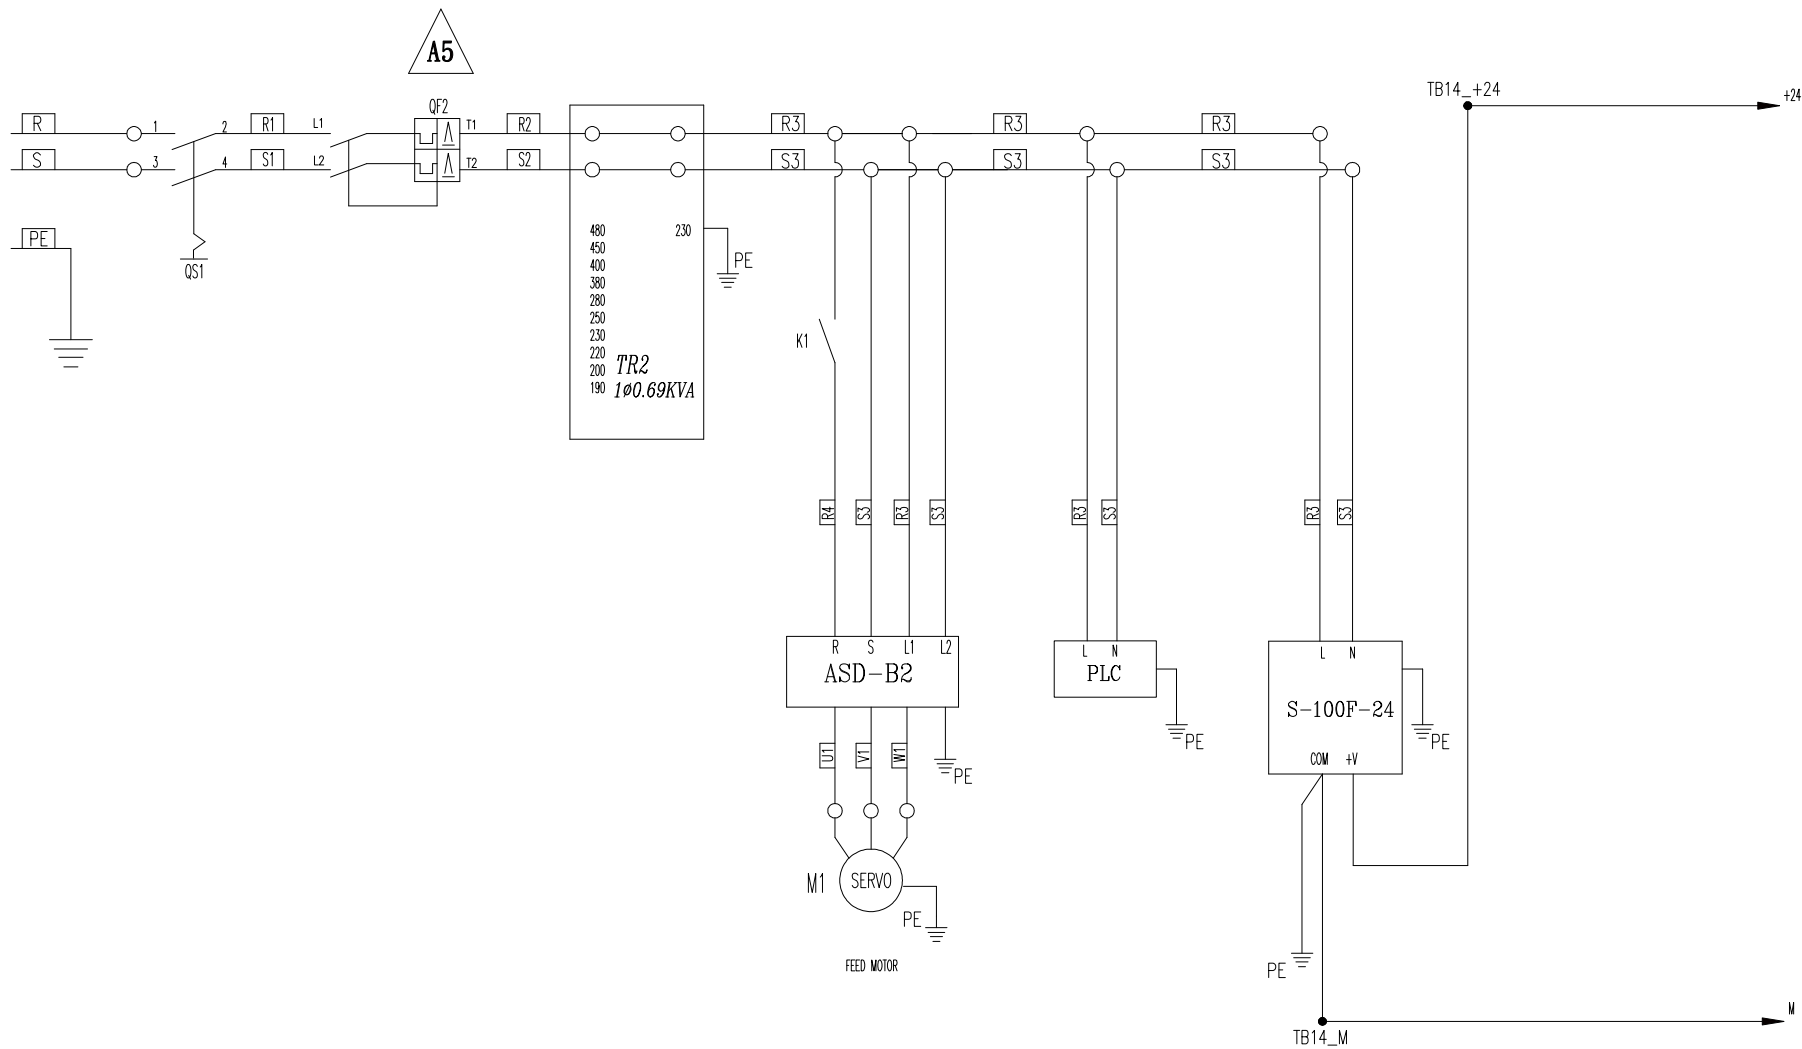 A5
TB14_+24
+24
QF2
R 1 2 R1 L1 T1 R2 R3 R3 R3
S 3 4 S1 L2 T2 S2 S3 S3 S3
PE
QS1
480 230
450
400
380
280
250
230
220
200
190
TR2
1ø0.69KVA
PE
K1
R4 S3 R3 S3 R3 S3 R3 S3
R S L1 L2
ASD-B2
L N
PLC
L N
S-100F-24
COM +V
PE
PE
U1 V1 W1
PE
M1
SERVO
PE
FEED MOTOR
PE
M
TB14_M